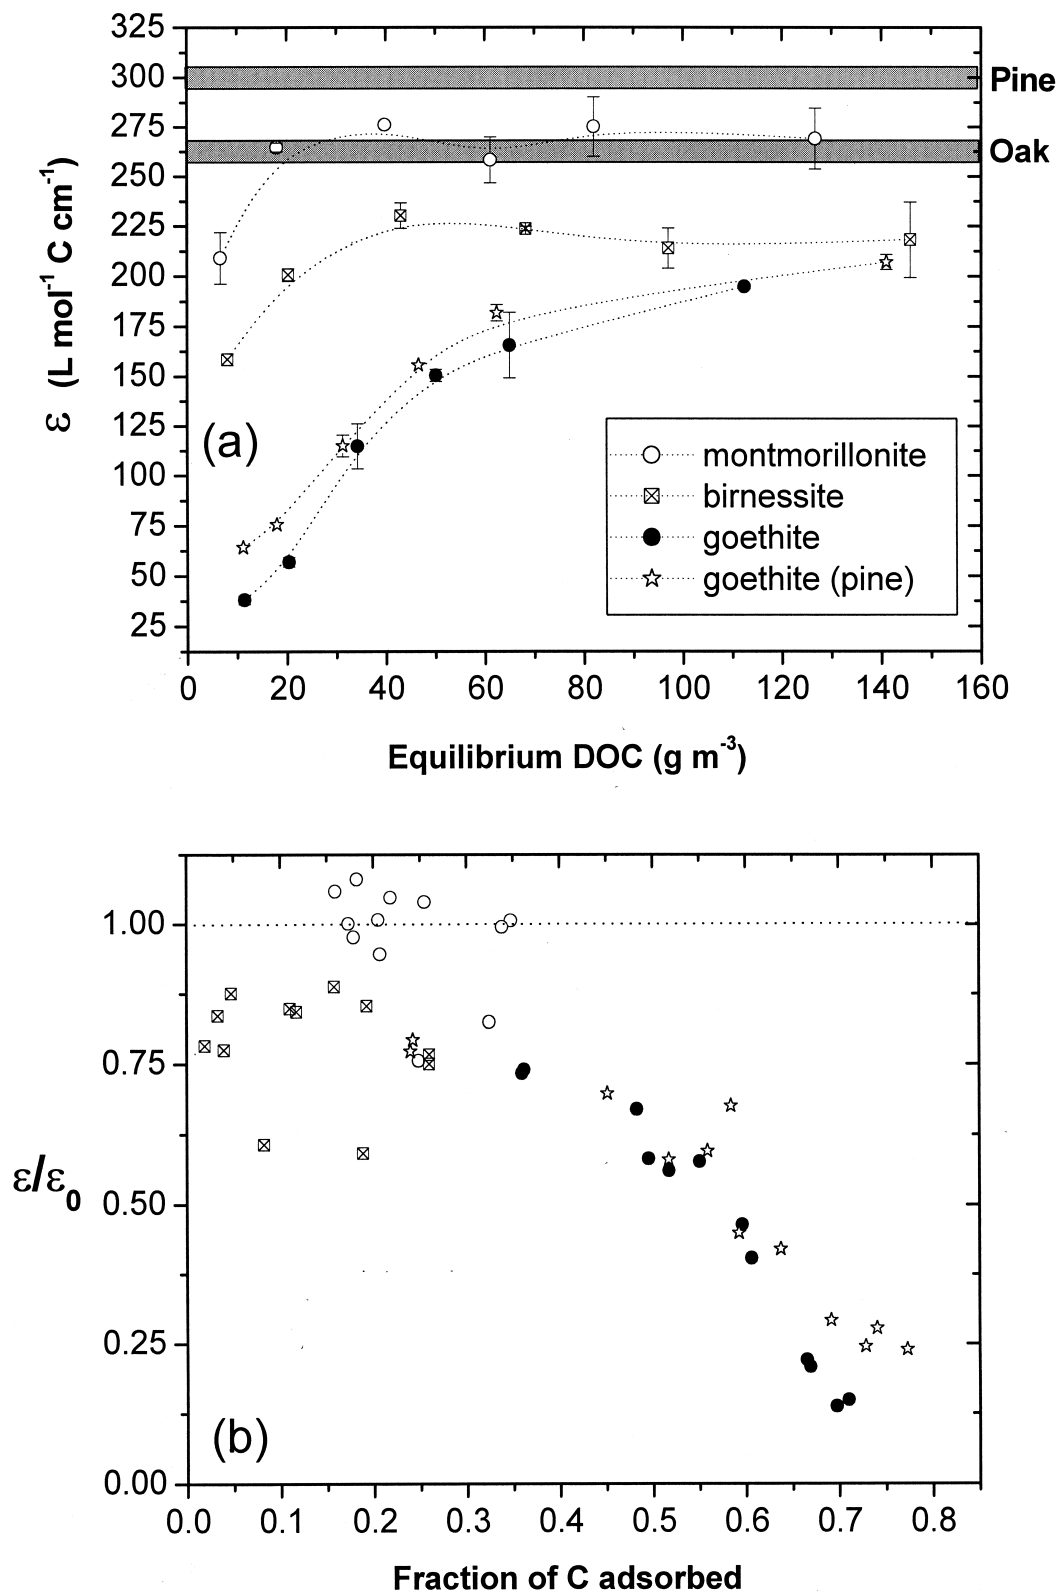 325
300
275
250
225
200
175
150
125
100
75
50
25
ε (L mol⁻¹ C cm⁻¹)
Pine
Oak
(a)
montmorillonite
birnessite
goethite
goethite (pine)
0 20 40 60 80 100 120 140 160
Equilibrium DOC (g m⁻³)
1.00
0.75
0.50
0.25
0.00
ε/ε₀
(b)
0.0 0.1 0.2 0.3 0.4 0.5 0.6 0.7 0.8
Fraction of C adsorbed